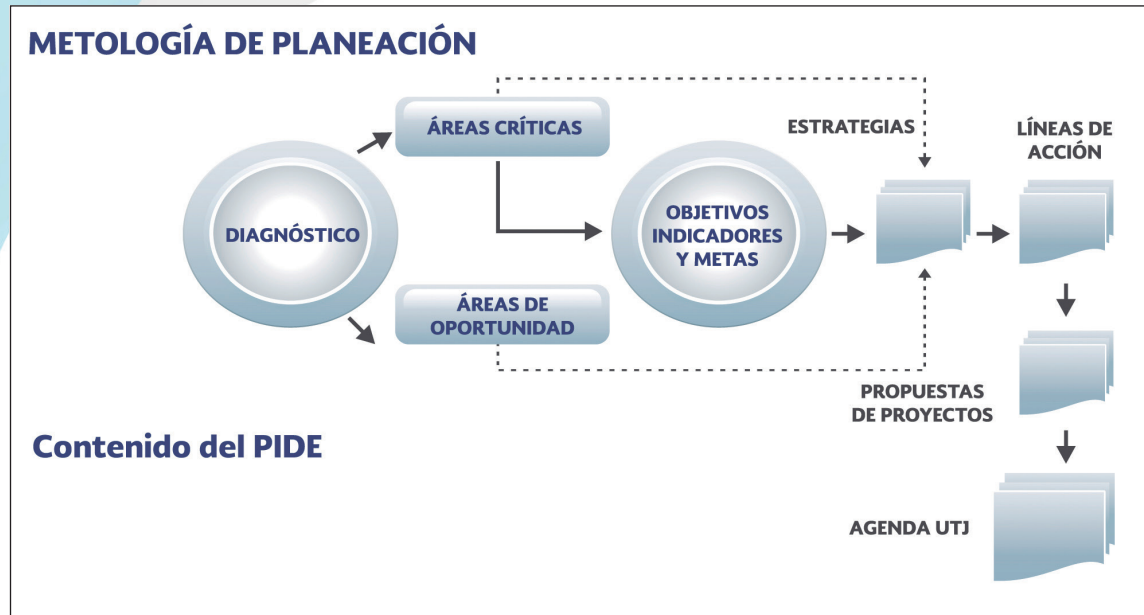 METOLOGÍA DE PLANEACIÓN
DIAGNÓSTICO
ÁREAS CRÍTICAS
ÁREAS DE
OPORTUNIDAD
OBJETIVOS
INDICADORES
Y METAS
ESTRATEGIAS
LÍNEAS DE
ACCIÓN
PROPUESTAS
DE PROYECTOS
AGENDA UTJ
Contenido del PIDE